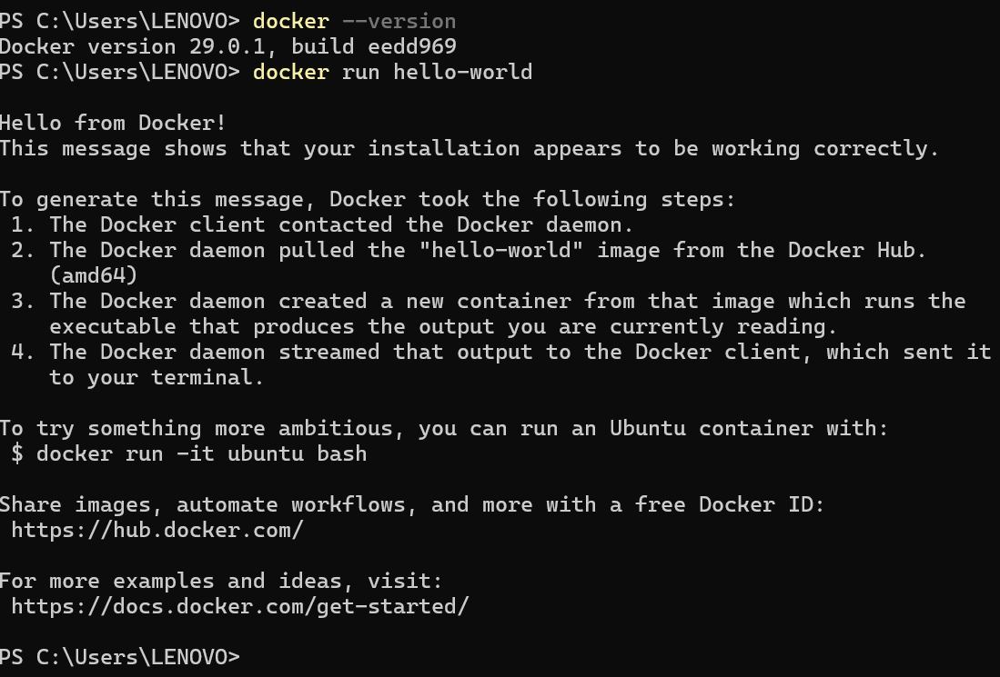 PS C:\Users\LENOVO> docker --version
Docker version 29.0.1, build eedd969
PS C:\Users\LENOVO> docker run hello-world
Hello from Docker!
This message shows that your installation appears to be working correctly.
To generate this message, Docker took the following steps:
1. The Docker client contacted the Docker daemon.
2. The Docker daemon pulled the "hello-world" image from the Docker Hub.
(amd64)
3. The Docker daemon created a new container from that image which runs the
executable that produces the output you are currently reading.
4. The Docker daemon streamed that output to the Docker client, which sent it
to your terminal.
To try something more ambitious, you can run an Ubuntu container with:
$ docker run -it ubuntu bash
Share images, automate workflows, and more with a free Docker ID:
https://hub.docker.com/
For more examples and ideas, visit:
https://docs.docker.com/get-started/
PS C:\Users\LENOVO>